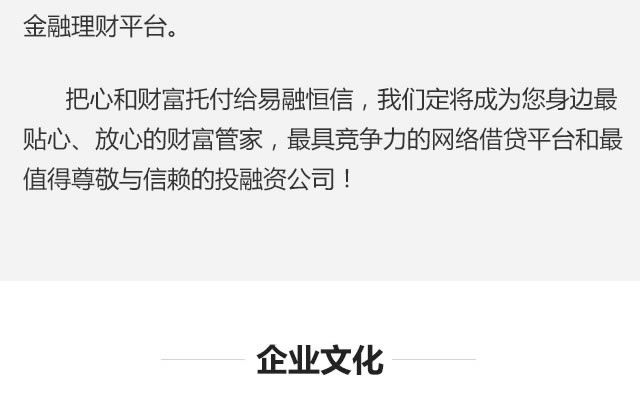 金融理财平台。
把心和财富托付给易融恒信，我们定将成为您身边最
贴心、放心的财富管家，最具竞争力的网络借贷平台和最
值得尊敬与信赖的投融资公司！
企业文化